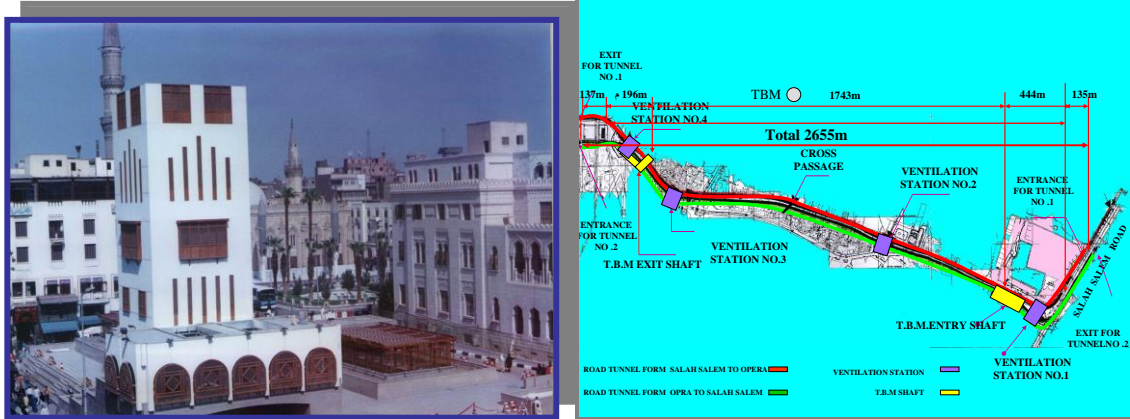 EXIT
FOR TUNNEL
NO .1
137m
م 196m
TBM
1743m
444m
135m
VENTILATION
STATION NO.4
Total 2655m
CROSS
PASSAGE
VENTILATION
STATION NO.2
ENTRANCE
FOR TUNNEL
NO .1
ENTRANCE
FOR TUNNEL
NO .2
VENTILATION
STATION NO.3
T.B.M EXIT SHAFT
SALAH SALEM ROAD
T.B.M.ENTRY SHAFT
EXIT FOR
TUNNELNO .2
VENTILATION
STATION NO.1
ROAD TUNNEL FORM SALAH SALEM TO OPERA
VENTILATION STATION
ROAD TUNNEL FORM OPRA TO SALAH SALEM
T.B.M SHAFT